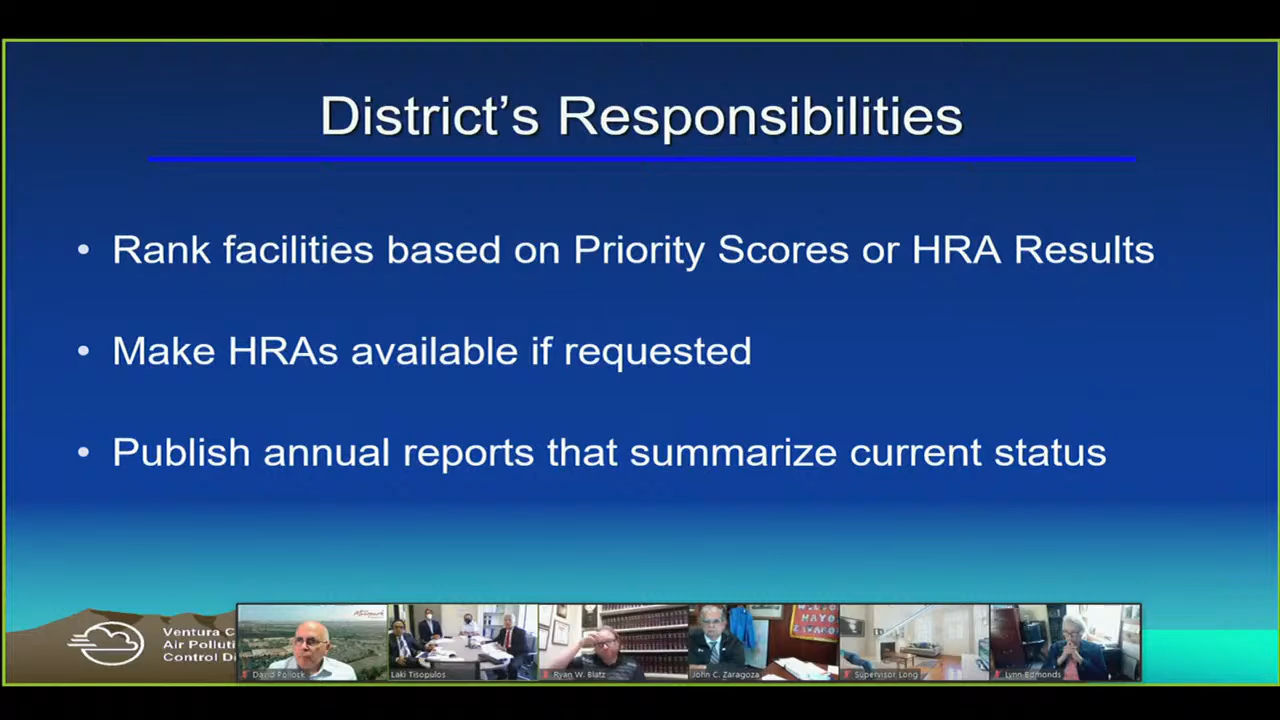 District's Responsibilities
• Rank facilities based on Priority Scores or HRA Results
• Make HRAs available if requested
• Publish annual reports that summarize current status
Ventura C
Air Polluti
Control Di
David Pollock
Laki Tisopulos
Ryan W. Blatz
John C. Zaragoza
Supervisor Long
Lynn Edmonds
MAYO
ZARAGO